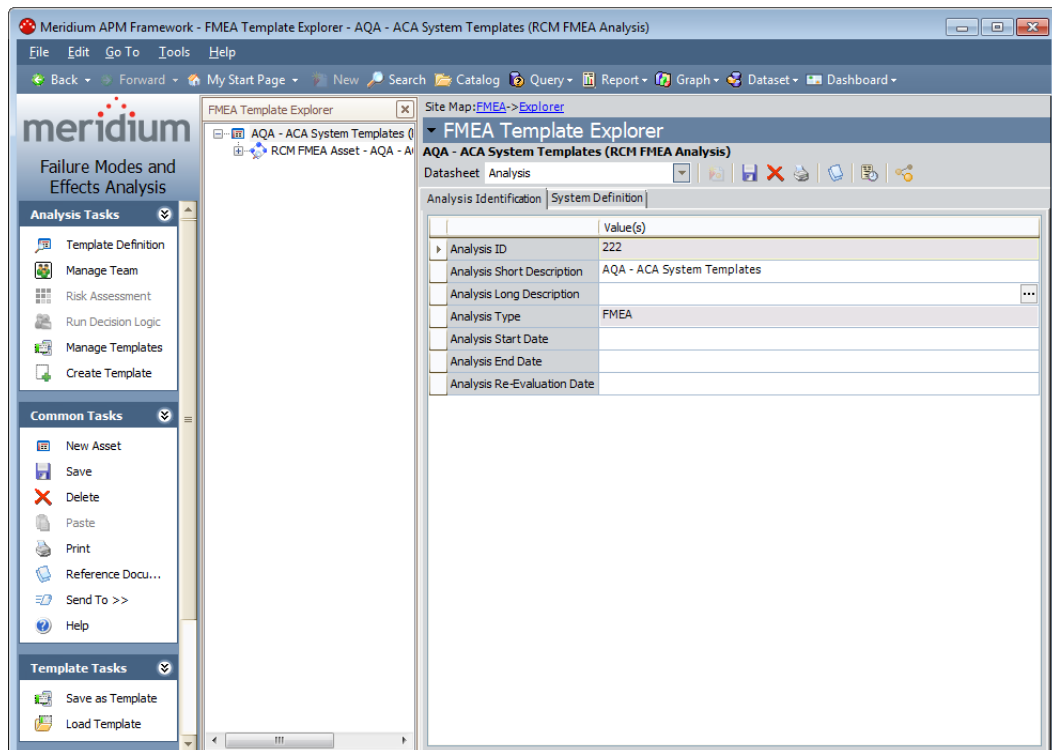 Meridium APM Framework - FMEA Template Explorer - AQA - ACA System Templates (RCM FMEA Analysis)
File Edit Go To Tools Help
Back Forward My Start Page New Search Catalog Query Report Graph Dataset Dashboard
meridium
Failure Modes and
Effects Analysis
Analysis Tasks
Template Definition
Manage Team
Risk Assessment
Run Decision Logic
Manage Templates
Create Template
Common Tasks
New Asset
Save
Delete
Paste
Print
Reference Docu...
Send To >>
Help
Template Tasks
Save as Template
Load Template
FMEA Template Explorer
AQA - ACA System Templates (
RCM FMEA Asset - AQA - A
Site Map:FMEA->Explorer
FMEA Template Explorer
AQA - ACA System Templates (RCM FMEA Analysis)
Datasheet Analysis
Analysis Identification System Definition
Value(s)
Analysis ID 222
Analysis Short Description AQA - ACA System Templates
Analysis Long Description ...
Analysis Type FMEA
Analysis Start Date
Analysis End Date
Analysis Re-Evaluation Date